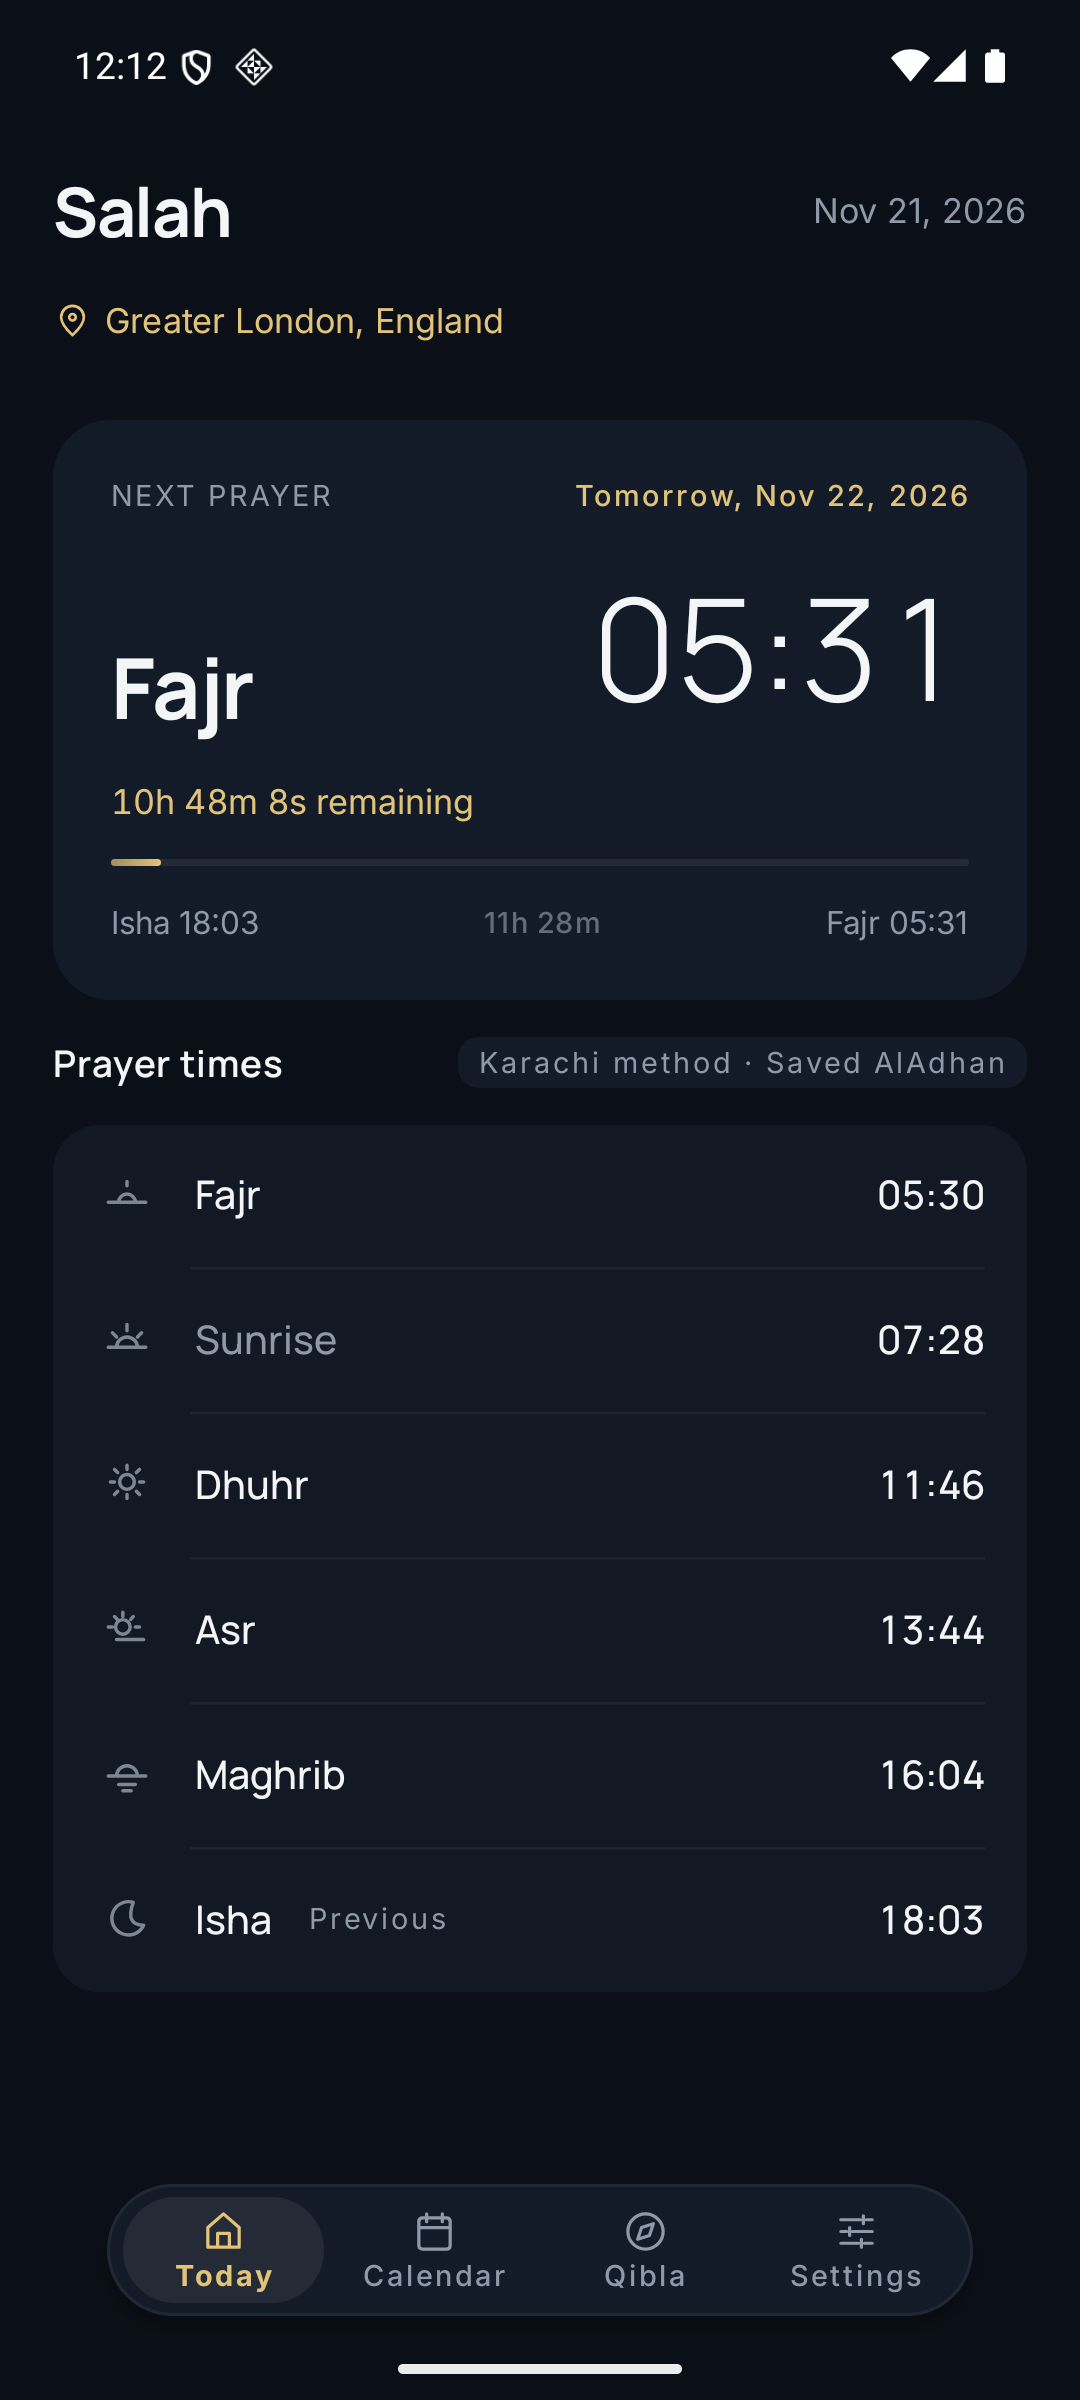 12:12
Salah
Nov 21, 2026
Greater London, England
NEXT PRAYER
Tomorrow, Nov 22, 2026
Fajr
05:31
10h 48m 8s remaining
Isha 18:03
11h 28m
Fajr 05:31
Prayer times
Karachi method · Saved AlAdhan
Fajr
05:30
Sunrise
07:28
Dhuhr
11:46
Asr
13:44
Maghrib
16:04
Isha
Previous
18:03
Today
Calendar
Qibla
Settings